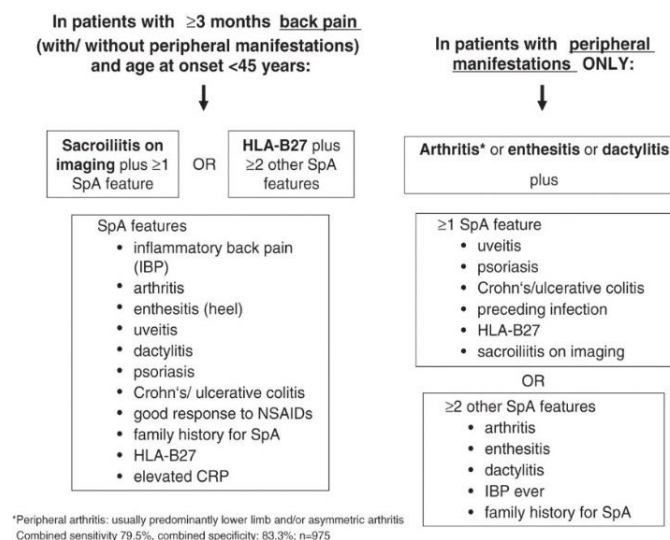 In patients with ≥3 months back pain
(with/ without peripheral manifestations)
and age at onset <45 years:
Sacroiliitis on
imaging plus ≥1
SpA feature
OR
HLA-B27 plus
≥2 other SpA
features
SpA features
• inflammatory back pain
(IBP)
• arthritis
• enthesitis (heel)
• uveitis
• dactylitis
• psoriasis
• Crohn‘s/ ulcerative colitis
• good response to NSAIDs
• family history for SpA
• HLA-B27
• elevated CRP
In patients with peripheral
manifestations ONLY:
Arthritis* or enthesitis or dactylitis
plus
≥1 SpA feature
• uveitis
• psoriasis
• Crohn‘s/ulcerative colitis
• preceding infection
• HLA-B27
• sacroiliitis on imaging
OR
≥2 other SpA features
• arthritis
• enthesitis
• dactylitis
• IBP ever
• family history for SpA
*Peripheral arthritis: usually predominantly lower limb and/or asymmetric arthritis
Combined sensitivity 79.5%, combined specificity: 83.3%; n=975